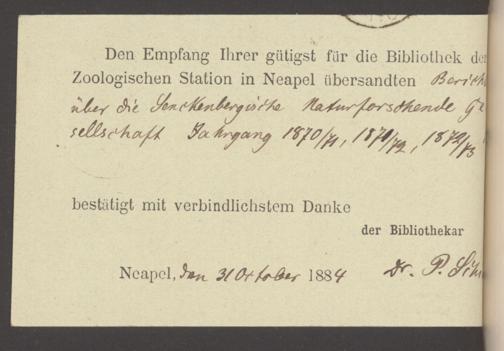 Den Empfang Ihrer gütigst für die Bibliothek der
Zoologischen Station in Neapel übersandten Berich
über die Senckenbergische Naturforschende Ge
sellschaft Jahrgang 1870/71, 1871/72, 1872/73
bestätigt mit verbindlichstem Danke
der Bibliothekar
Neapel, den 31 October 1884 Dr. P.